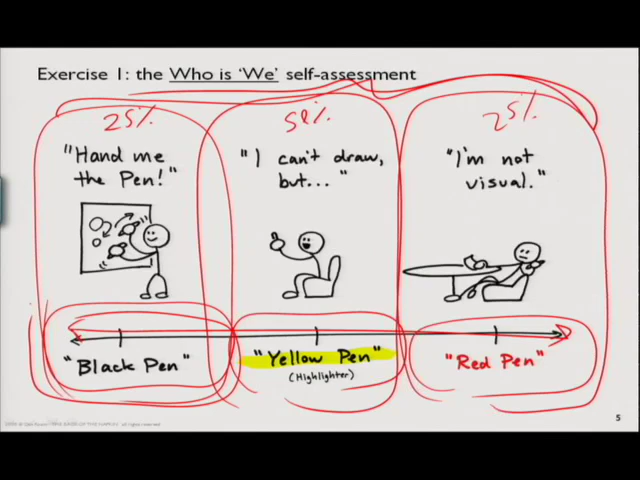 Exercise 1: the Who is 'We' self-assessment
25% 50% 25%
"Hand me
the Pen!"
"I can't draw,
but..."
"I'm not
visual."
"Black Pen"
"Yellow Pen"
(Highlighter)
"Red Pen"
5